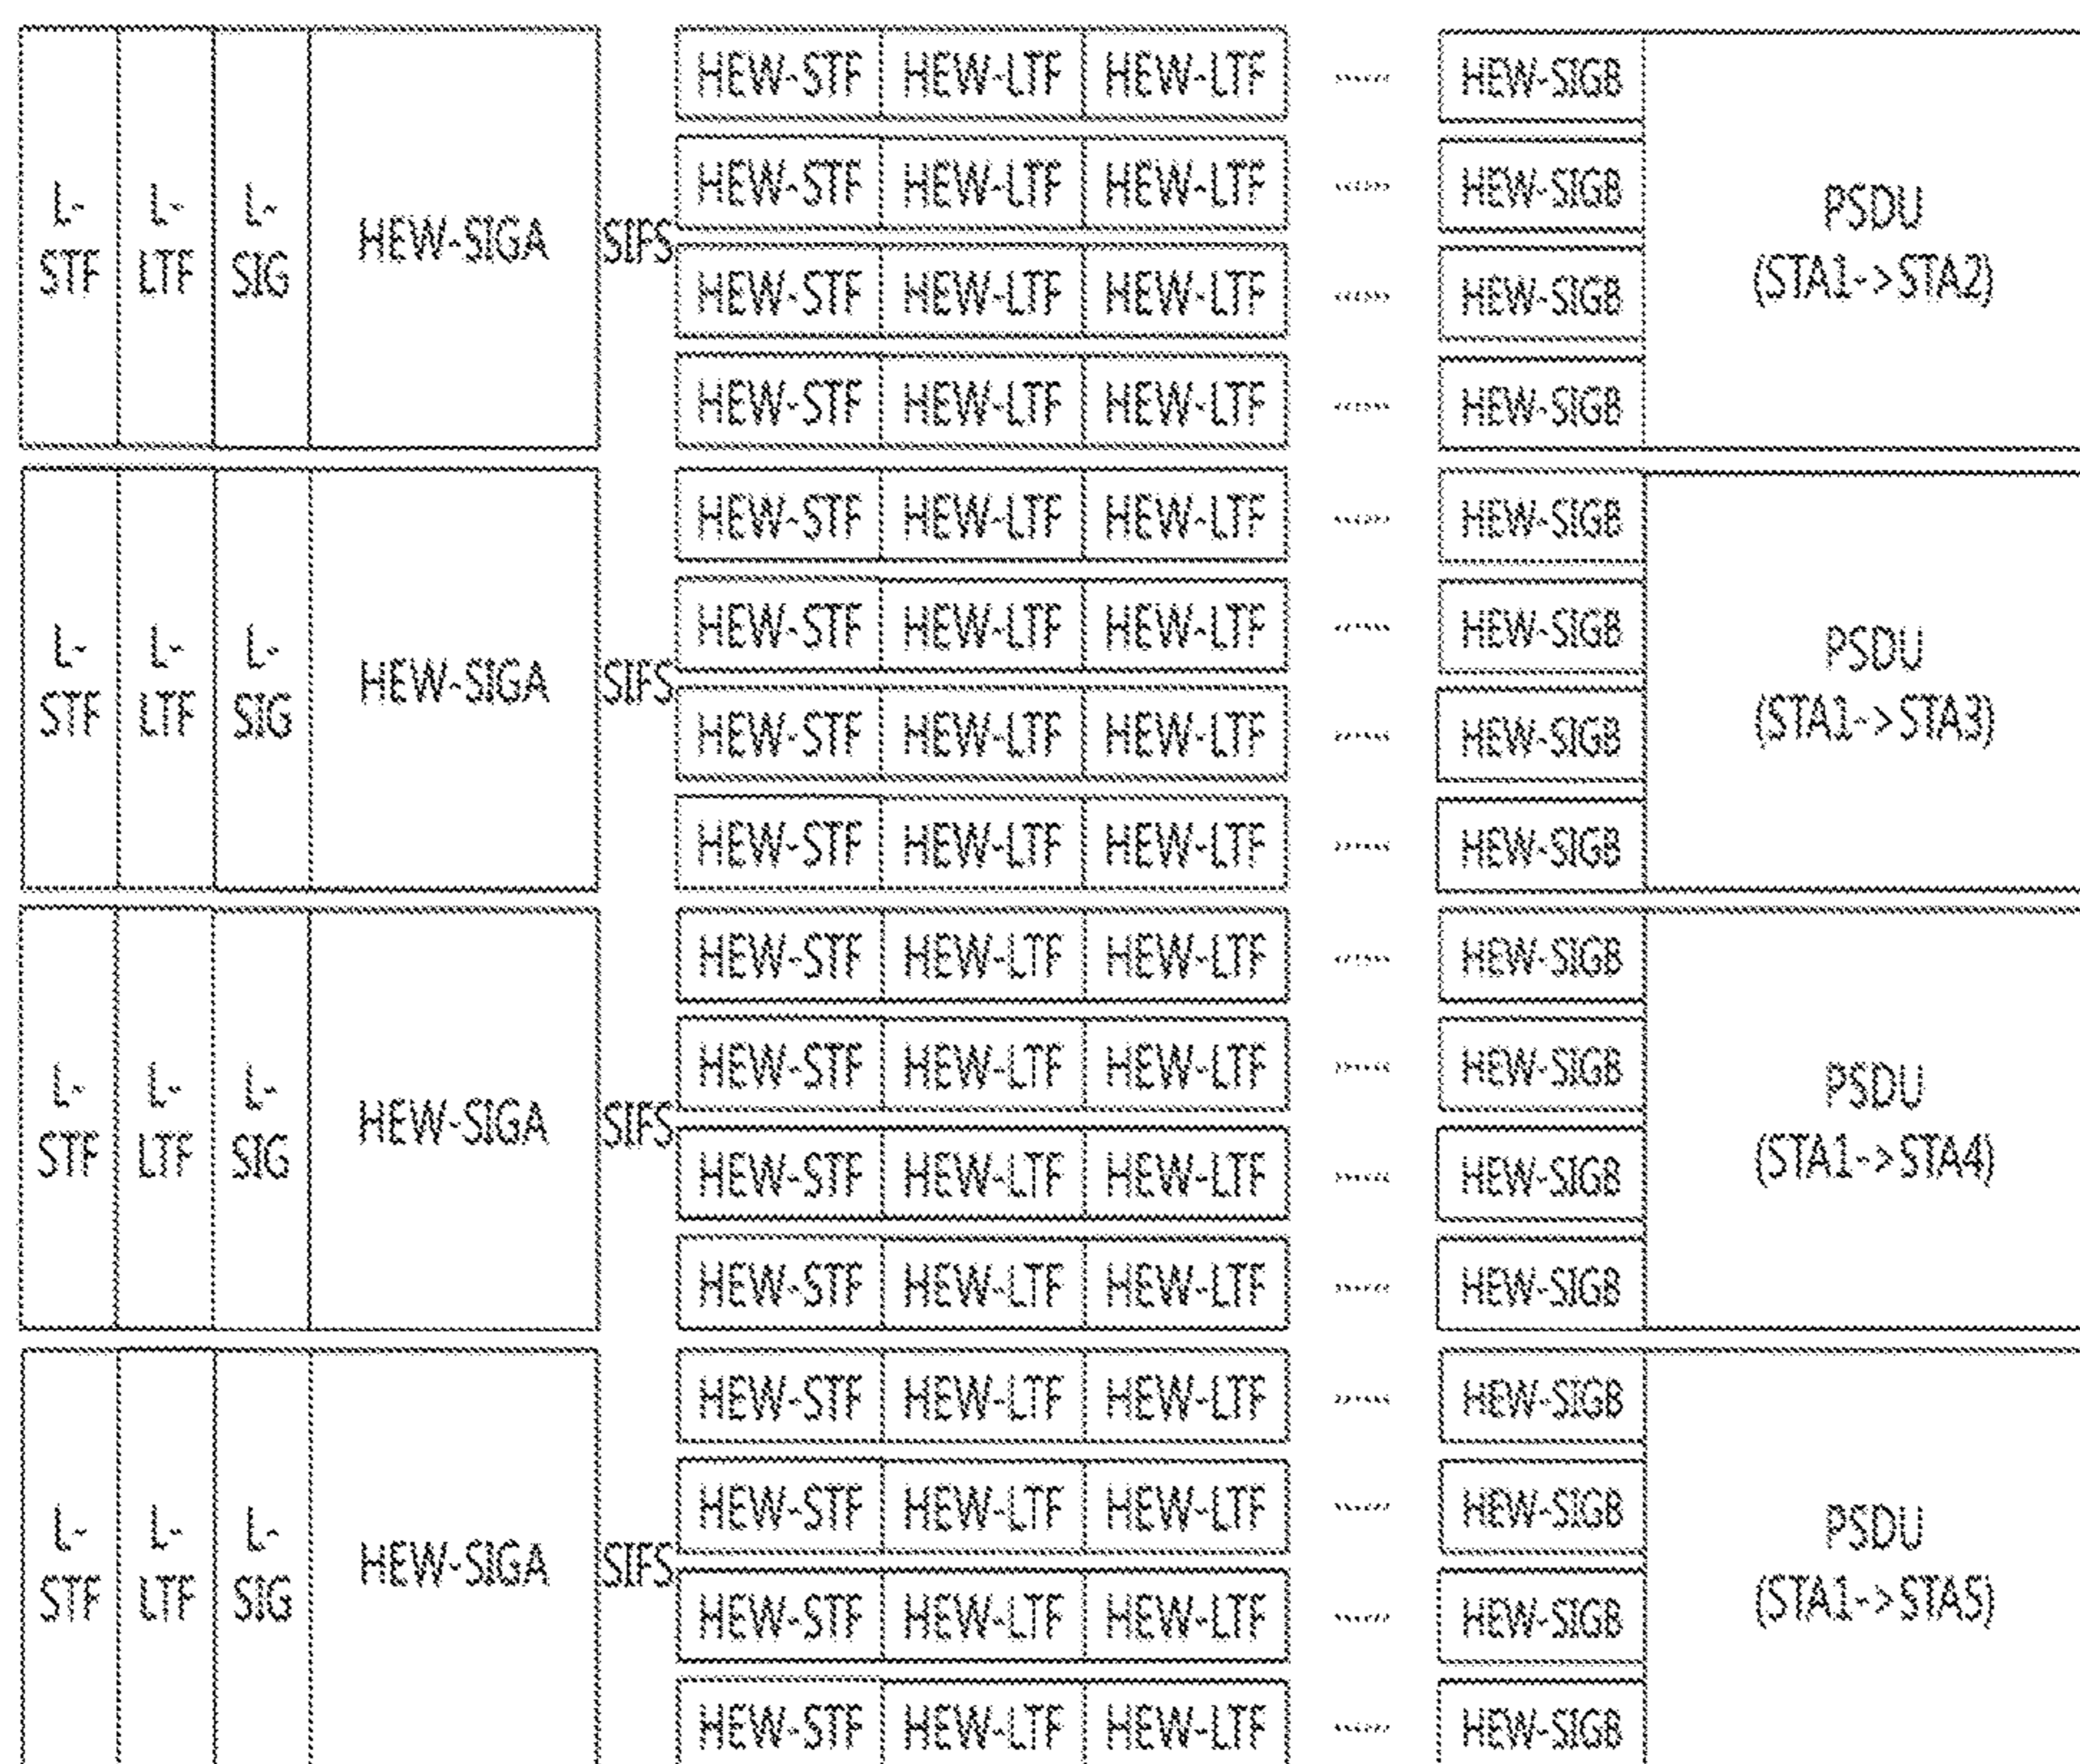 HEW-STF HEW-LTF HEW-LTF ...... HEW-SIGB
HEW-STF HEW-LTF HEW-LTF ...... HEW-SIGB
L- L- L- HEW-SIGA SIFS PSDU
STF LTF SIG (STA1->STA2)
HEW-STF HEW-LTF HEW-LTF ...... HEW-SIGB
HEW-STF HEW-LTF HEW-LTF ...... HEW-SIGB
HEW-STF HEW-LTF HEW-LTF ...... HEW-SIGB
HEW-STF HEW-LTF HEW-LTF ...... HEW-SIGB
L- L- L- HEW-SIGA SIFS PSDU
STF LTF SIG (STA1->STA3)
HEW-STF HEW-LTF HEW-LTF ...... HEW-SIGB
HEW-STF HEW-LTF HEW-LTF ...... HEW-SIGB
HEW-STF HEW-LTF HEW-LTF ...... HEW-SIGB
HEW-STF HEW-LTF HEW-LTF ...... HEW-SIGB
L- L- L- HEW-SIGA SIFS PSDU
STF LTF SIG (STA1->STA4)
HEW-STF HEW-LTF HEW-LTF ...... HEW-SIGB
HEW-STF HEW-LTF HEW-LTF ...... HEW-SIGB
HEW-STF HEW-LTF HEW-LTF ...... HEW-SIGB
HEW-STF HEW-LTF HEW-LTF ...... HEW-SIGB
L- L- L- HEW-SIGA SIFS PSDU
STF LTF SIG (STA1->STA5)
HEW-STF HEW-LTF HEW-LTF ...... HEW-SIGB
HEW-STF HEW-LTF HEW-LTF ...... HEW-SIGB